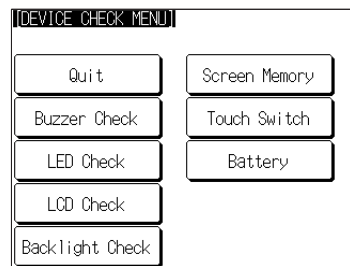 [DEVICE CHECK MENU]
Quit
Screen Memory
Buzzer Check
Touch Switch
LED Check
Battery
LCD Check
Backlight Check